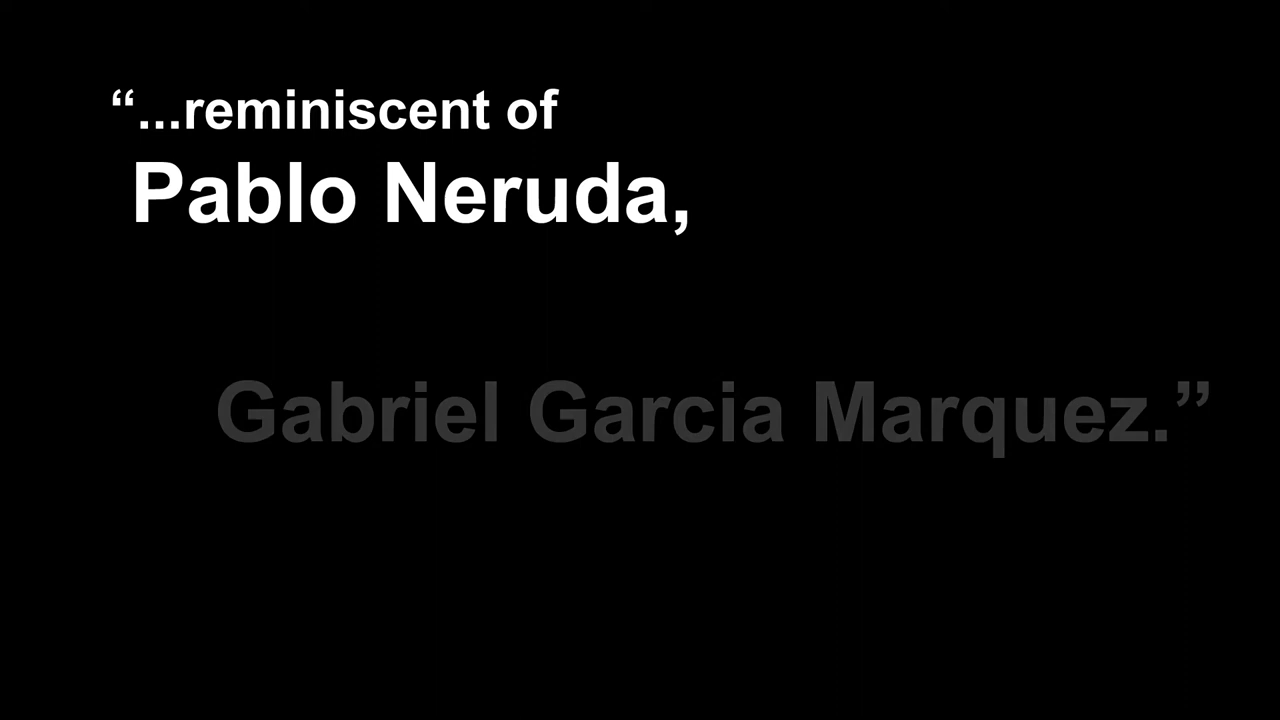 “...reminiscent of
Pablo Neruda,
Gabriel Garcia Marquez.”